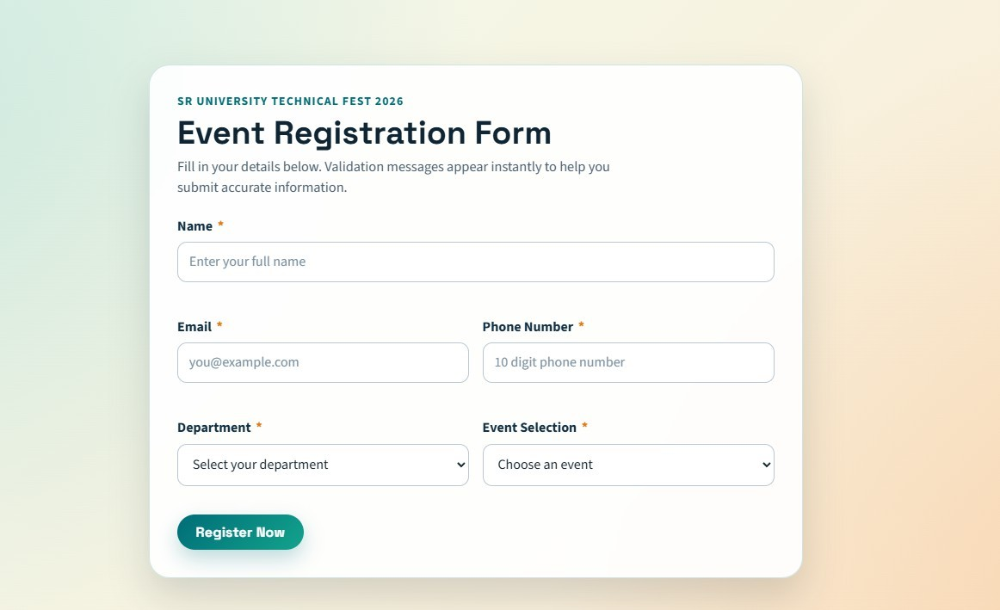 SR UNIVERSITY TECHNICAL FEST 2026
Event Registration Form
Fill in your details below. Validation messages appear instantly to help you
submit accurate information.
Name *
Enter your full name
Email *
Phone Number *
you@example.com
10 digit phone number
Department *
Event Selection *
Select your department
Choose an event
Register Now